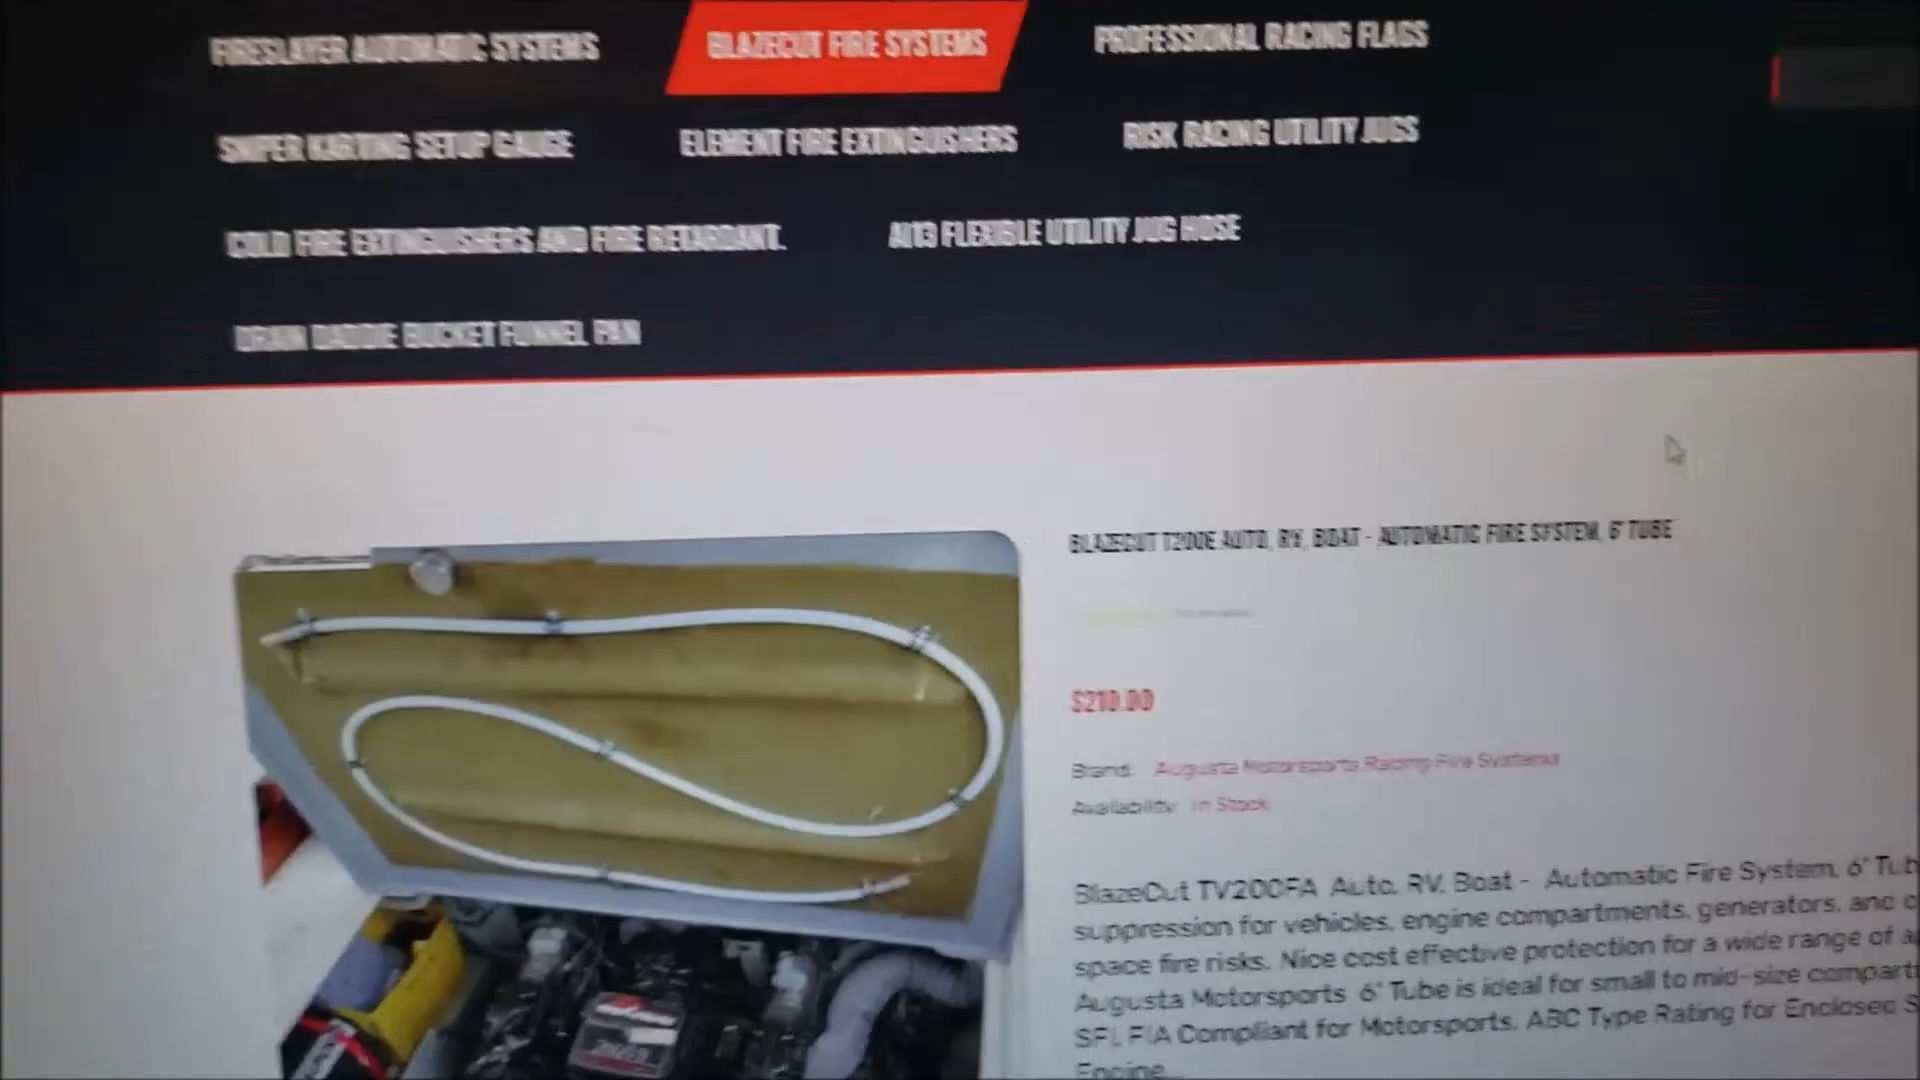 FIRESLAYER AUTOMATIC SYSTEMS
BLAZECUT FIRE SYSTEMS
PROFESSIONAL RACING FLAGS
SNIPER KARTING SETUP GAUGE
ELEMENT FIRE EXTINGUISHERS
RISK RACING UTILITY JUGS
COLD FIRE EXTINGUISHERS AND FIRE RETARDANT.
A113 FLEXIBLE UTILITY JUG HOSE
DRAIN DADDIE BUCKET FUNNEL PAN
BLAZECUT T200E AUTO, RV, BOAT - AUTOMATIC FIRE SYSTEM, 6' TUBE
$210.00
Brand: Augusta Motorsports Racing Fire Systems
Availability: In Stock
BlazeCut TV200FA Auto, RV, Boat - Automatic Fire System, 6' Tub
suppression for vehicles, engine compartments, generators, and
space fire risks. Nice cost effective protection for a wide range of
Augusta Motorsports 6' Tube is ideal for small to mid-size compart
SFI, FIA Compliant for Motorsports. ABC Type Rating for Enclosed
Engine...